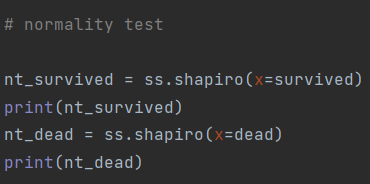 # normality test
nt_survived = ss.shapiro(x=survived)
print(nt_survived)
nt_dead = ss.shapiro(x=dead)
print(nt_dead)